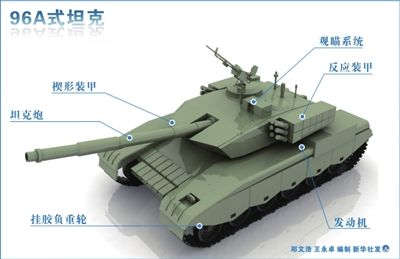 96A式坦克
观瞄系统
反应装甲
楔形装甲
坦克炮
挂胶负重轮
发动机
邓文浩 王永卓 编制 新华社发